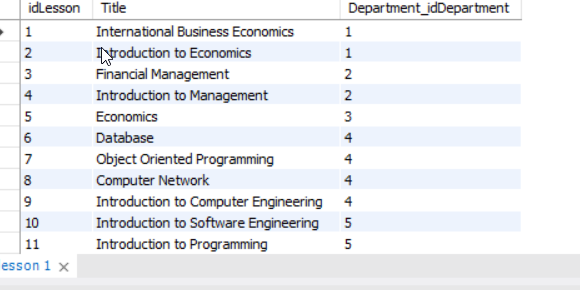 idLesson Title Department_idDepartment
1 International Business Economics 1
2 Introduction to Economics 1
3 Financial Management 2
4 Introduction to Management 2
5 Economics 3
6 Database 4
7 Object Oriented Programming 4
8 Computer Network 4
9 Introduction to Computer Engineering 4
10 Introduction to Software Engineering 5
11 Introduction to Programming 5
esson 1